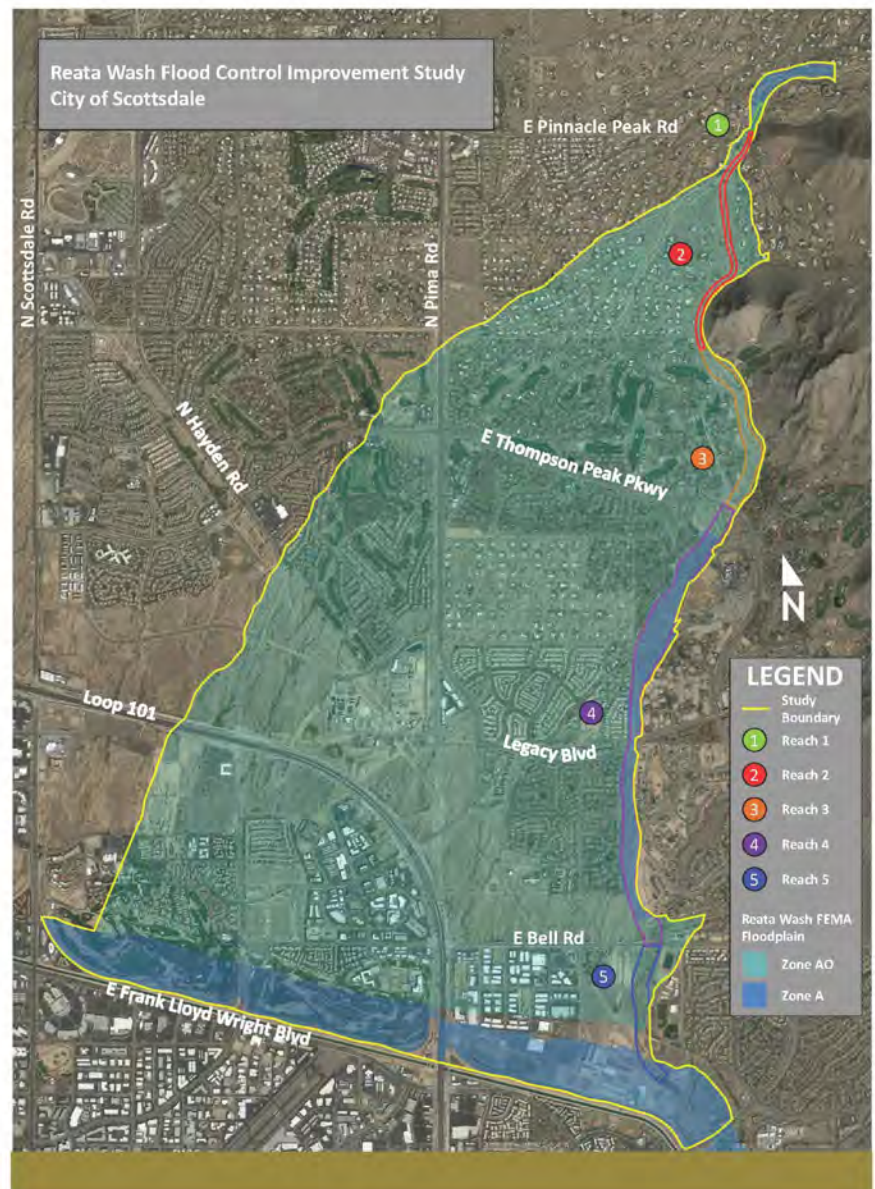 Reata Wash Flood Control Improvement Study
City of Scottsdale
E Pinnacle Peak Rd
1
N Scottsdale Rd
N Pima Rd
2
N Hayden Rd
E Thompson Peak Pkwy
3
N
Loop 101
4
Legacy Blvd
E Bell Rd
5
E Frank Lloyd Wright Blvd
LEGEND
Study
Boundary
1 Reach 1
2 Reach 2
3 Reach 3
4 Reach 4
5 Reach 5
Reata Wash FEMA
Floodplain
Zone AO
Zone A